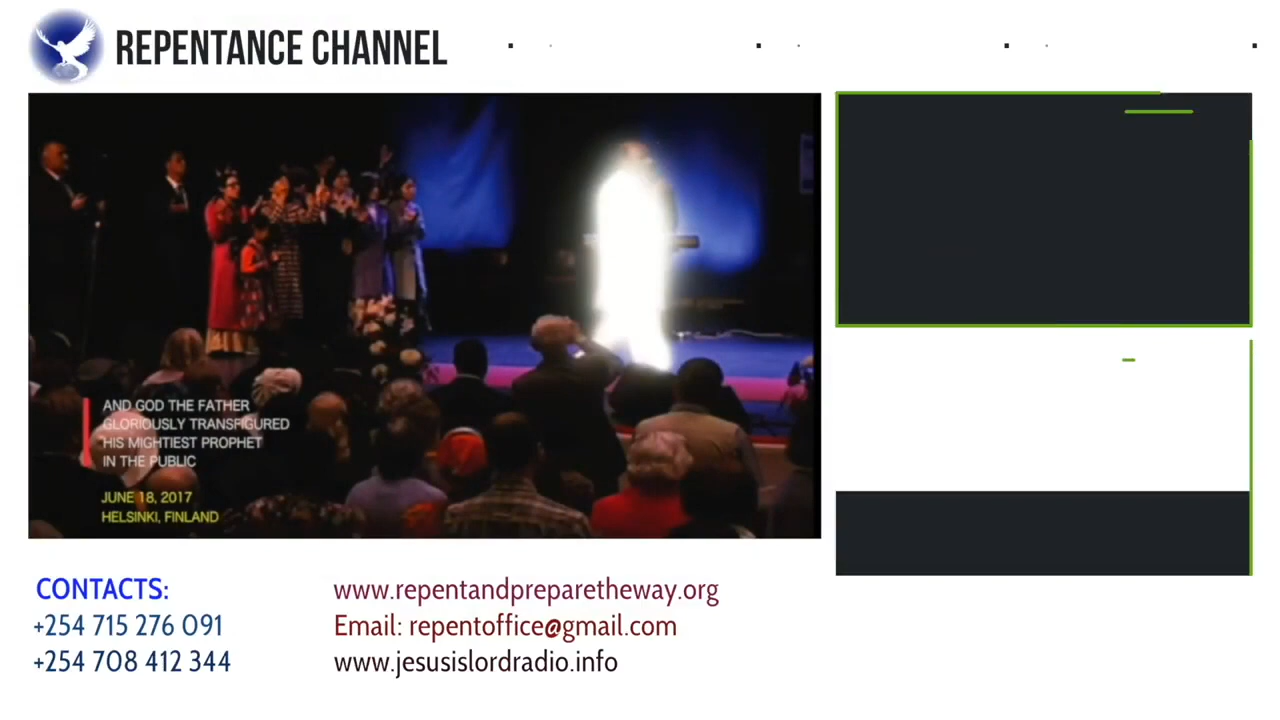 REPENTANCE CHANNEL
AND GOD THE FATHER
GLORIOUSLY TRANSFIGURED
HIS MIGHTIEST PROPHET
IN THE PUBLIC
JUNE 18, 2017
HELSINKI, FINLAND
CONTACTS:
+254 715 276 091
+254 708 412 344
www.repentandpreparetheway.org
Email: repentoffice@gmail.com
www.jesusislordradio.info